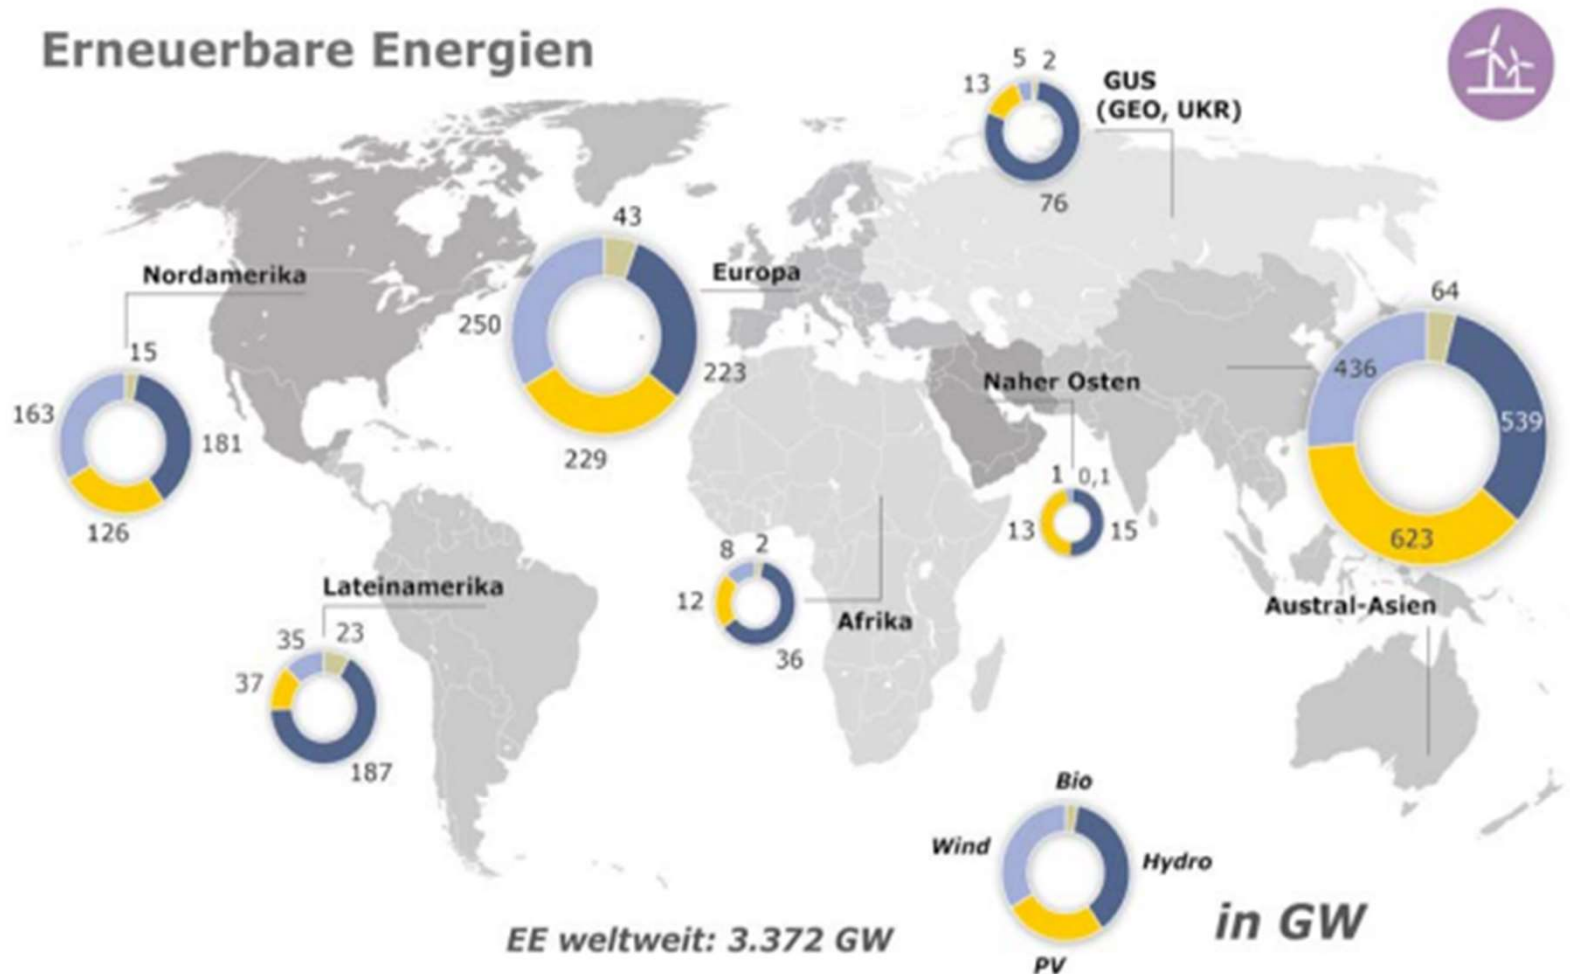 Erneuerbare Energien
5 2
13
GUS
(GEO, UKR)
76
43
Europa
250
223
229
Nordamerika
15
163
181
126
64
436
539
623
Austral-Asien
Naher Osten
1 0,1
13
15
8 2
12
36
Afrika
Lateinamerika
35 23
37
187
Bio
Wind
Hydro
PV
in GW
EE weltweit: 3.372 GW